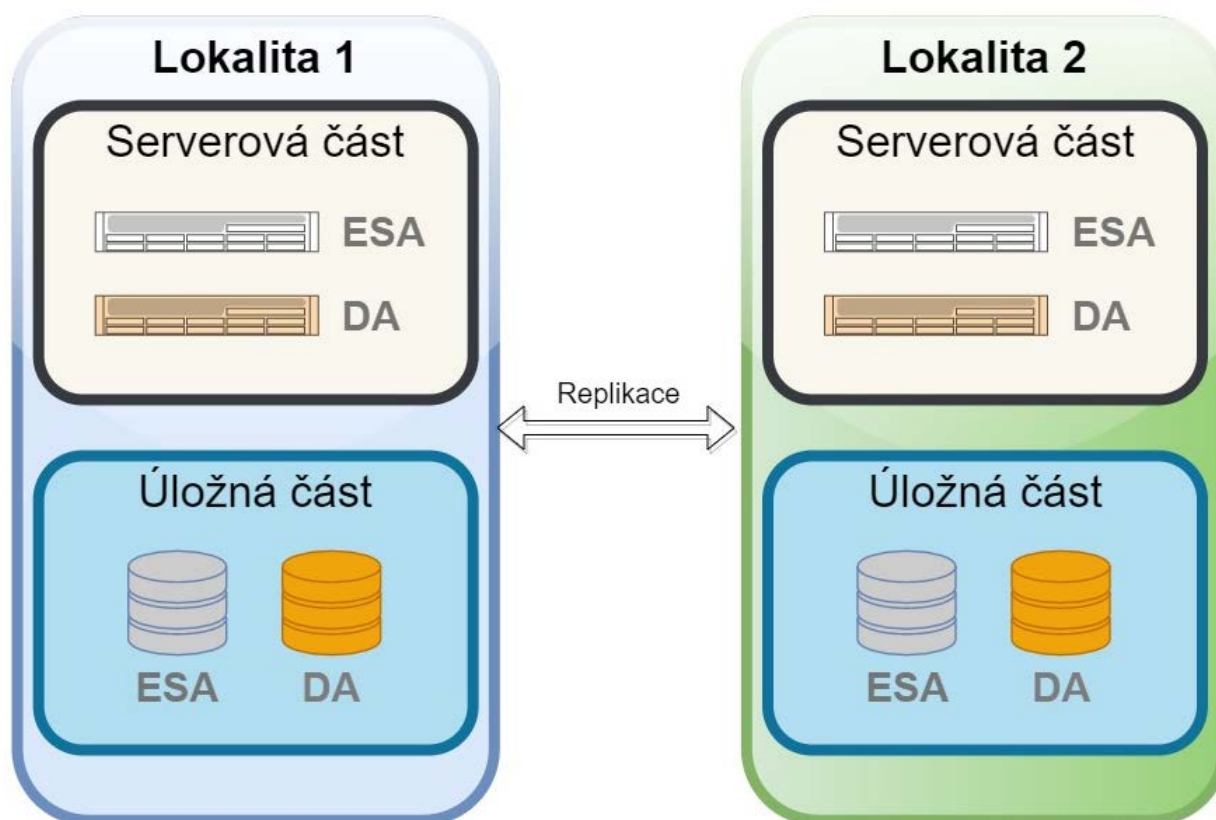 Lokalita 1
Serverová část
ESA
DA
Úložná část
ESA DA
Replikace
Lokalita 2
Serverová část
ESA
DA
Úložná část
ESA DA